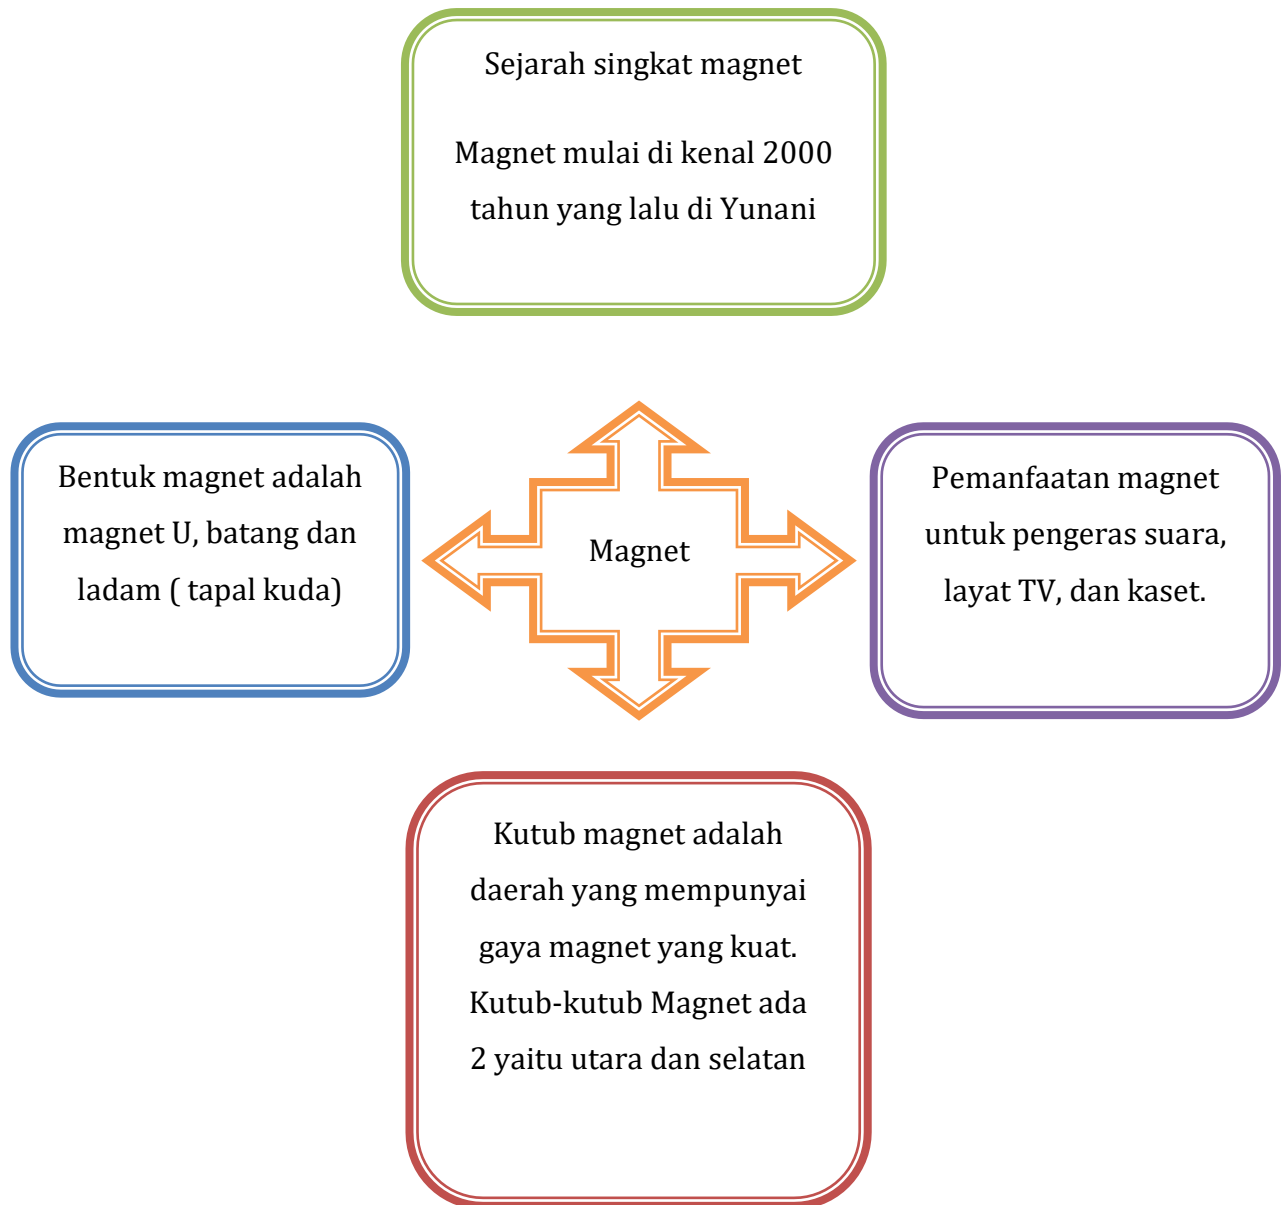 Sejarah singkat magnet
Magnet mulai di kenal 2000
tahun yang lalu di Yunani
Bentuk magnet adalah
magnet U, batang dan
ladam ( tapal kuda)
Magnet
Pemanfaatan magnet
untuk pengeras suara,
layat TV, dan kaset.
Kutub magnet adalah
daerah yang mempunyai
gaya magnet yang kuat.
Kutub-kutub Magnet ada
2 yaitu utara dan selatan